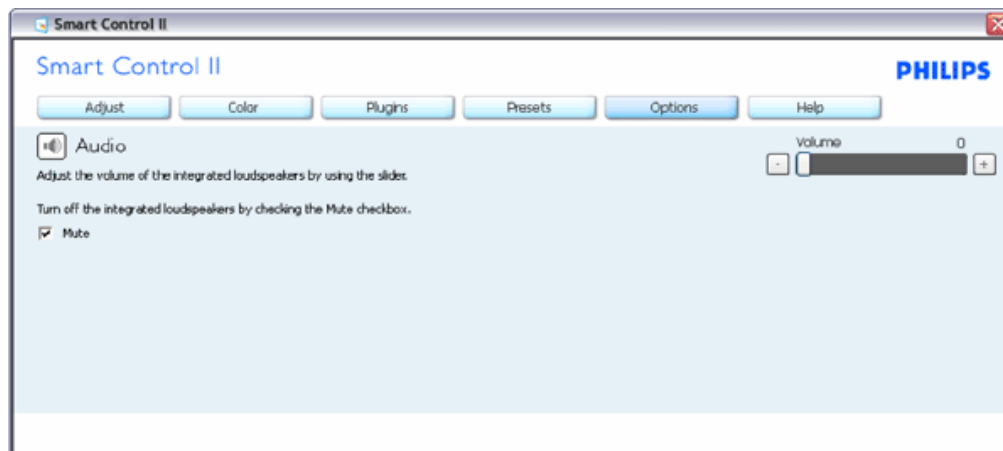 Smart Control II
Smart Control II
PHILIPS
Adjust Color Plugins Presets Options Help
Audio
Volume 0
- +
Adjust the volume of the integrated loudspeakers by using the slider.
Turn off the integrated loudspeakers by checking the Mute checkbox.
Mute